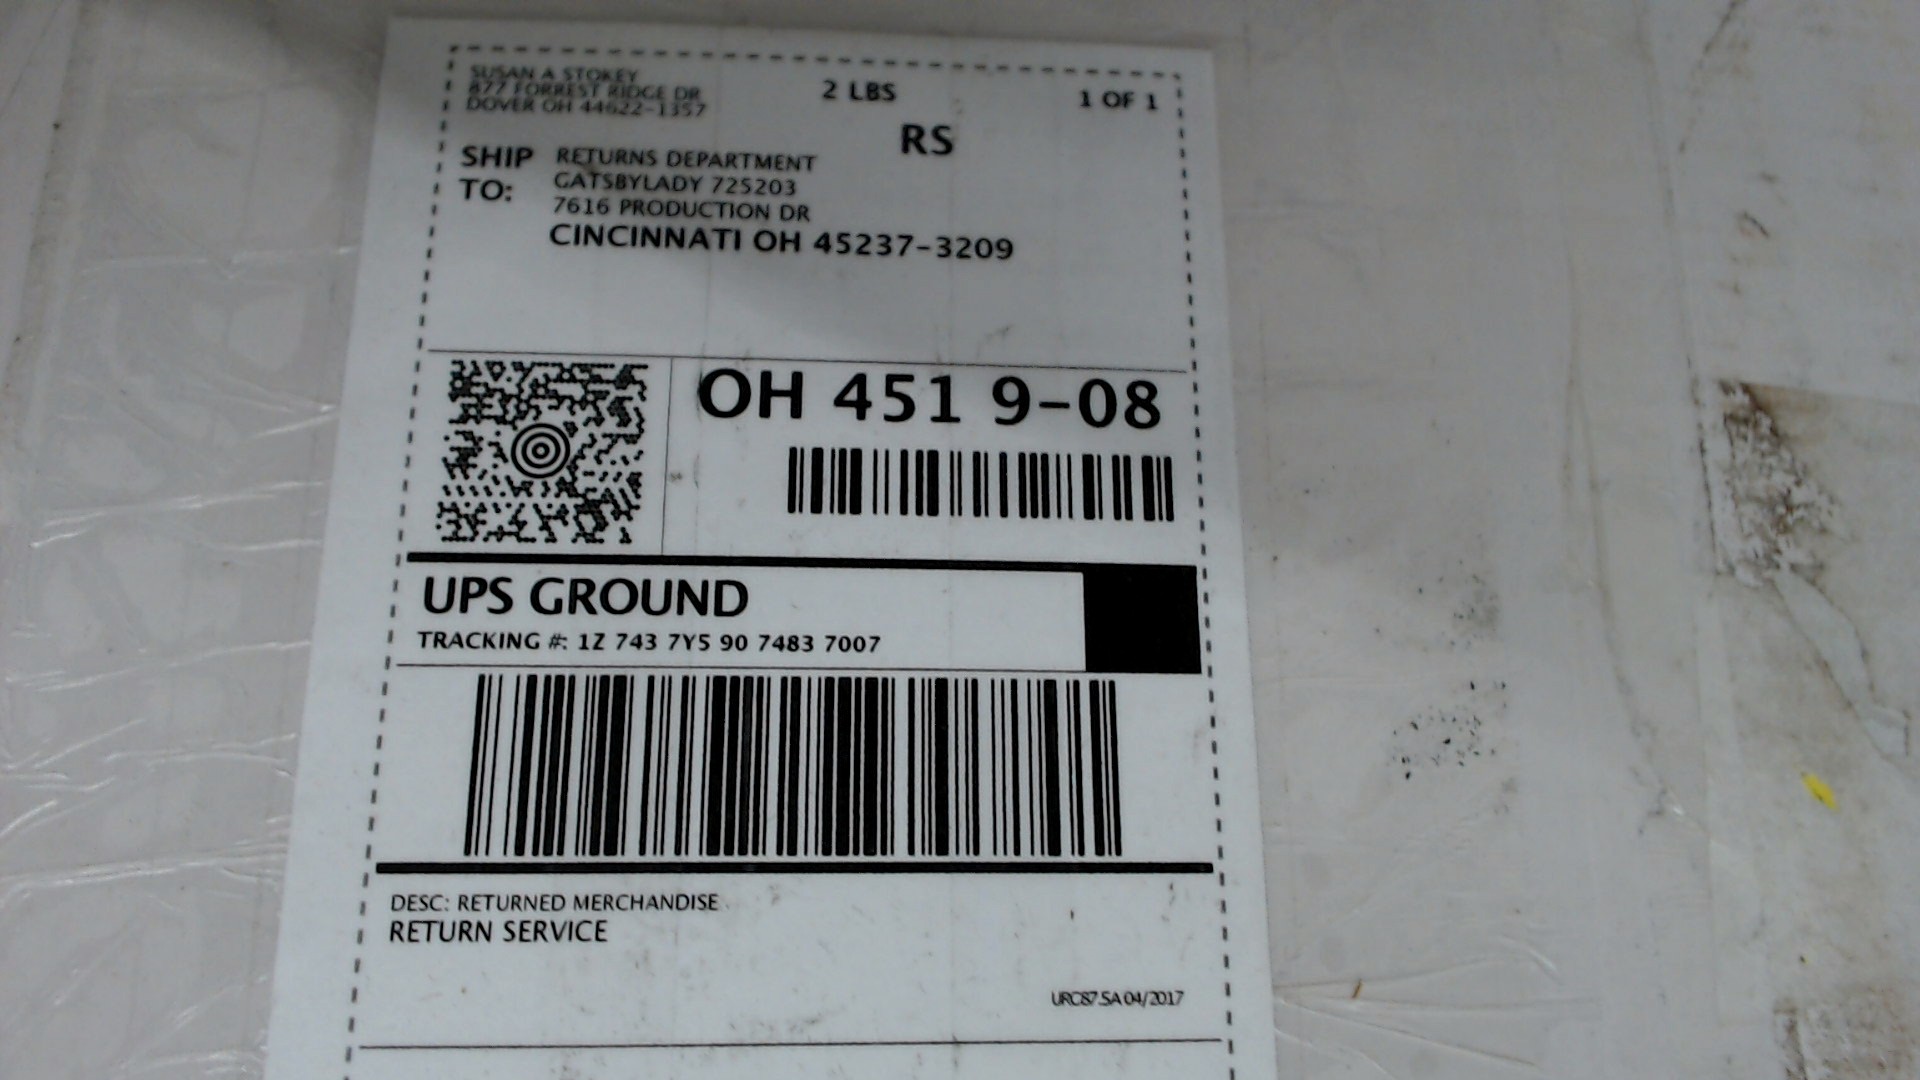 SUSAN A STOKEY
877 FORREST RIDGE DR
DOVER OH 44622-1357
2 LBS
1 OF 1
RS
SHIP TO:
RETURNS DEPARTMENT
GATSBYLADY 725203
7616 PRODUCTION DR
CINCINNATI OH 45237-3209
OH 451 9-08
UPS GROUND
TRACKING #: 1Z 743 7Y5 90 7483 7007
DESC: RETURNED MERCHANDISE
RETURN SERVICE
URC87.5A 04/2017